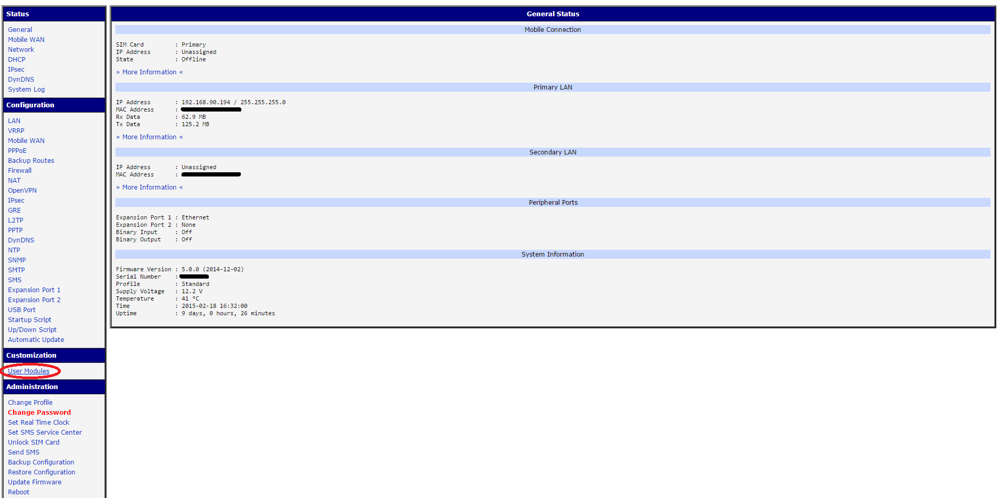 Status
General
Mobile WAN
Network
DHCP
IPsec
DynDNS
System Log
Configuration
LAN
VRRP
Mobile WAN
PPPoE
Backup Routes
Firewall
NAT
OpenVPN
IPsec
GRE
L2TP
PPTP
DynDNS
NTP
SNMP
SMTP
SMS
Expansion Port 1
Expansion Port 2
USB Port
Startup Script
Up/Down Script
Automatic Update
Customization
User Modules
Administration
Change Profile
Change Password
Set Real Time Clock
Set SMS Service Center
Unlock SIM Card
Send SMS
Backup Configuration
Restore Configuration
Update Firmware
Reboot
General Status
Mobile Connection
SIM Card : Primary
IP Address : Unassigned
State : Offline
» More Information «
Primary LAN
IP Address : 192.168.90.194 / 255.255.255.0
MAC Address :
Rx Data : 62.9 MB
Tx Data : 125.2 MB
» More Information «
Secondary LAN
IP Address : Unassigned
MAC Address :
» More Information «
Peripheral Ports
Expansion Port 1 : Ethernet
Expansion Port 2 : None
Binary Input : Off
Binary Output : Off
System Information
Firmware Version : 5.0.0 (2014-12-02)
Serial Number :
Profile : Standard
Supply Voltage : 12.2 V
Temperature : 41 °C
Time : 2015-02-18 16:32:00
Uptime : 9 days, 0 hours, 26 minutes